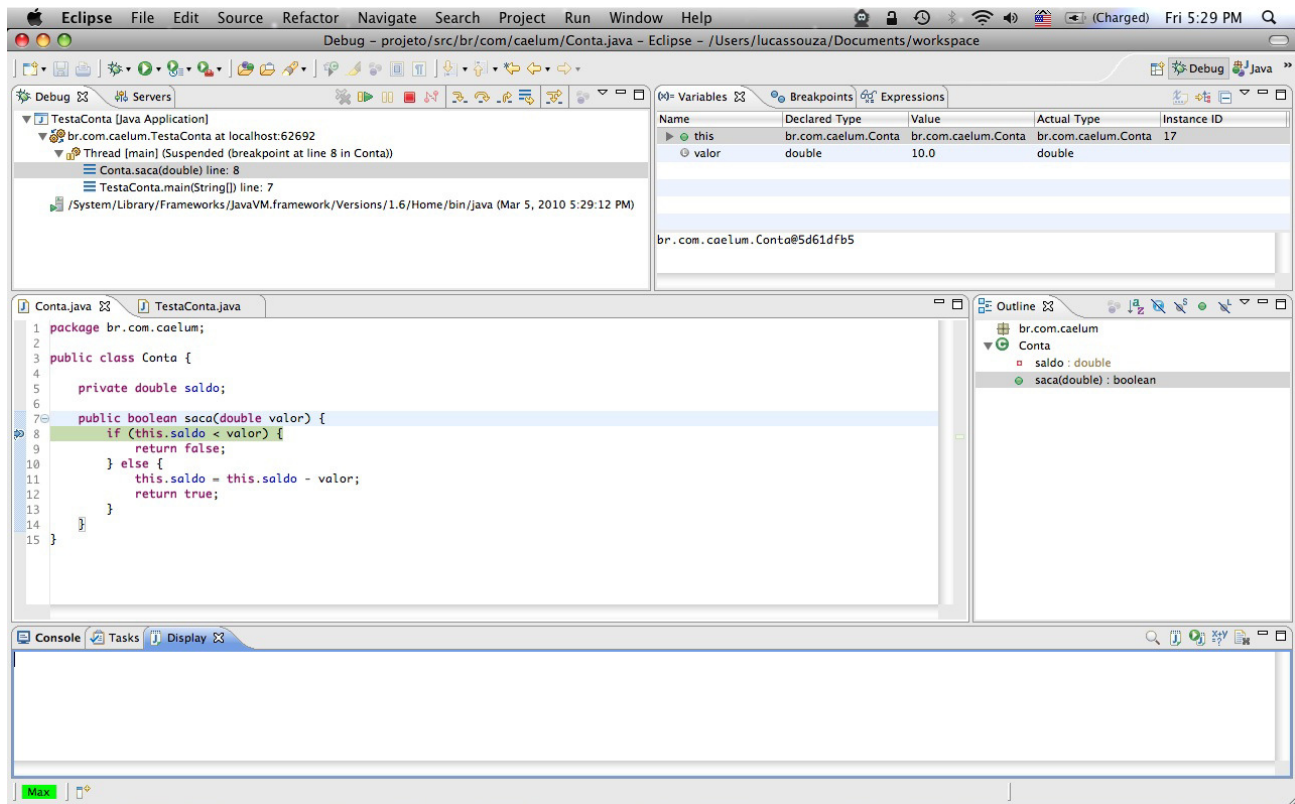 Eclipse File Edit Source Refactor Navigate Search Project Run Window Help (Charged) Fri 5:29 PM
Debug – projeto/src/br/com/caelum/Conta.java – Eclipse – /Users/lucassouza/Documents/workspace
Debug Java »
Debug Servers
TestaConta [Java Application]
br.com.caelum.TestaConta at localhost:62692
Thread [main] (Suspended (breakpoint at line 8 in Conta))
Conta.saca(double) line: 8
TestaConta.main(String[]) line: 7
/System/Library/Frameworks/JavaVM.framework/Versions/1.6/Home/bin/java (Mar 5, 2010 5:29:12 PM)
(x)= Variables Breakpoints Expressions
Name Declared Type Value Actual Type Instance ID
this br.com.caelum.Conta br.com.caelum.Conta br.com.caelum.Conta 17
valor double 10.0 double
br.com.caelum.Conta@5d61dfb5
Conta.java TestaConta.java
1 package br.com.caelum;
2
3 public class Conta {
4
5 private double saldo;
6
7 public boolean saca(double valor) {
8 if (this.saldo < valor) {
9 return false;
10 } else {
11 this.saldo = this.saldo - valor;
12 return true;
13 }
14 }
15 }
Outline
br.com.caelum
Conta
saldo : double
saca(double) : boolean
Console Tasks Display
Max